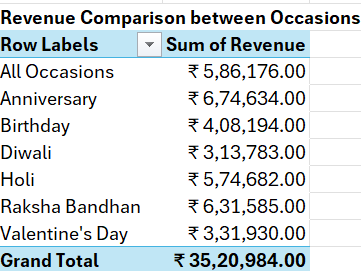 Revenue Comparison between Occasions
Row Labels Sum of Revenue
All Occasions ₹ 5,86,176.00
Anniversary ₹ 6,74,634.00
Birthday ₹ 4,08,194.00
Diwali ₹ 3,13,783.00
Holi ₹ 5,74,682.00
Raksha Bandhan ₹ 6,31,585.00
Valentine's Day ₹ 3,31,930.00
Grand Total ₹ 35,20,984.00